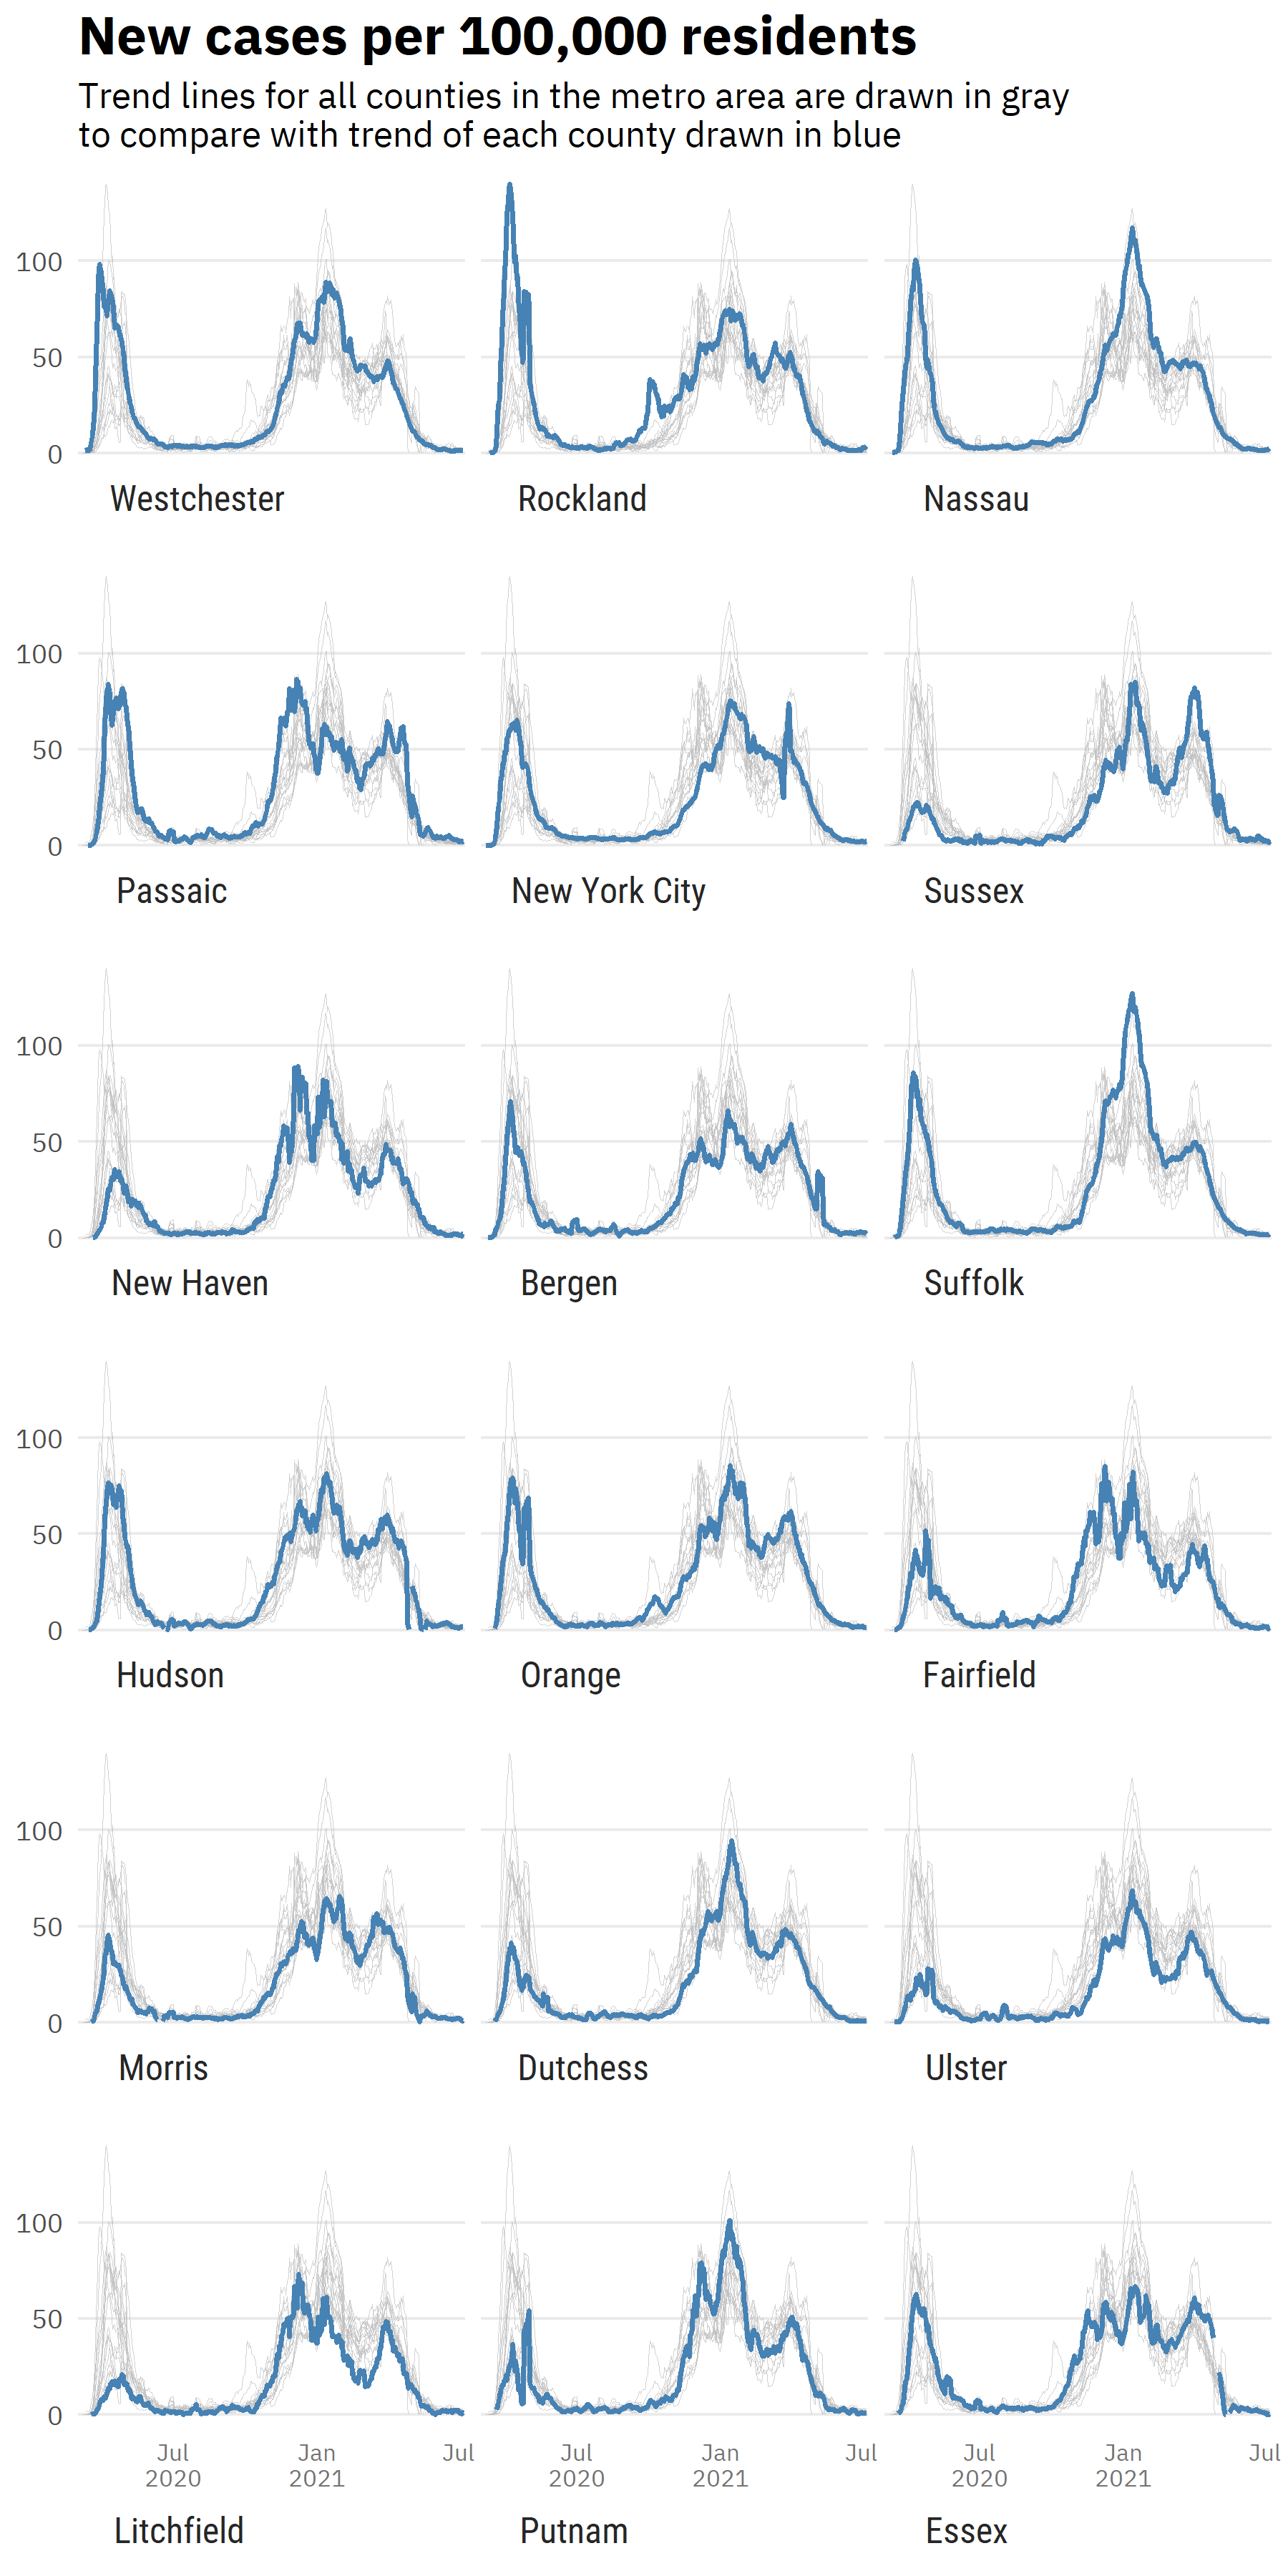 New cases per 100,000 residents
Trend lines for all counties in the metro area are drawn in gray
to compare with trend of each county drawn in blue
100
50
0
Westchester Rockland Nassau
100
50
0
Passaic New York City Sussex
100
50
0
New Haven Bergen Suffolk
100
50
0
Hudson Orange Fairfield
100
50
0
Morris Dutchess Ulster
100
50
0
Jul Jan Jul Jul Jan Jul Jul Jan Jul
2020 2021 2020 2021 2020 2021
Litchfield Putnam Essex